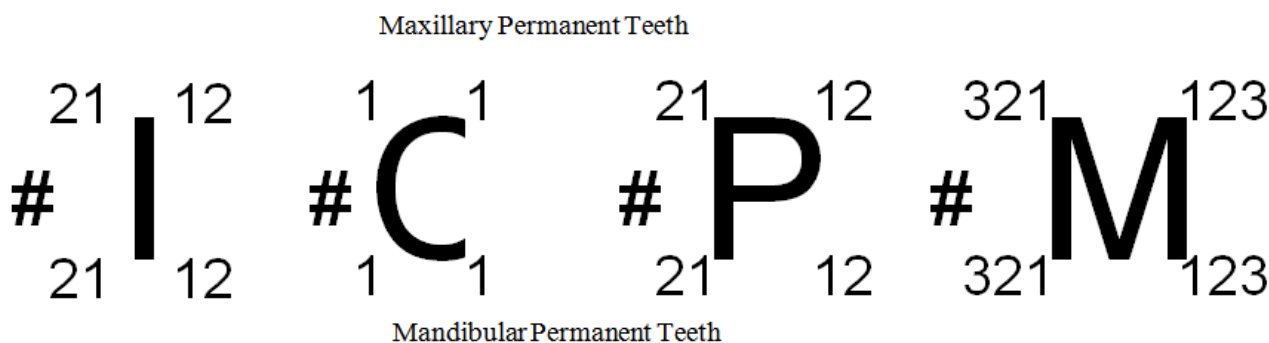 Maxillary Permanent Teeth
21 12 1 1 21 12 321 123
# I # C # P # M
21 12 1 1 21 12 321 123
Mandibular Permanent Teeth